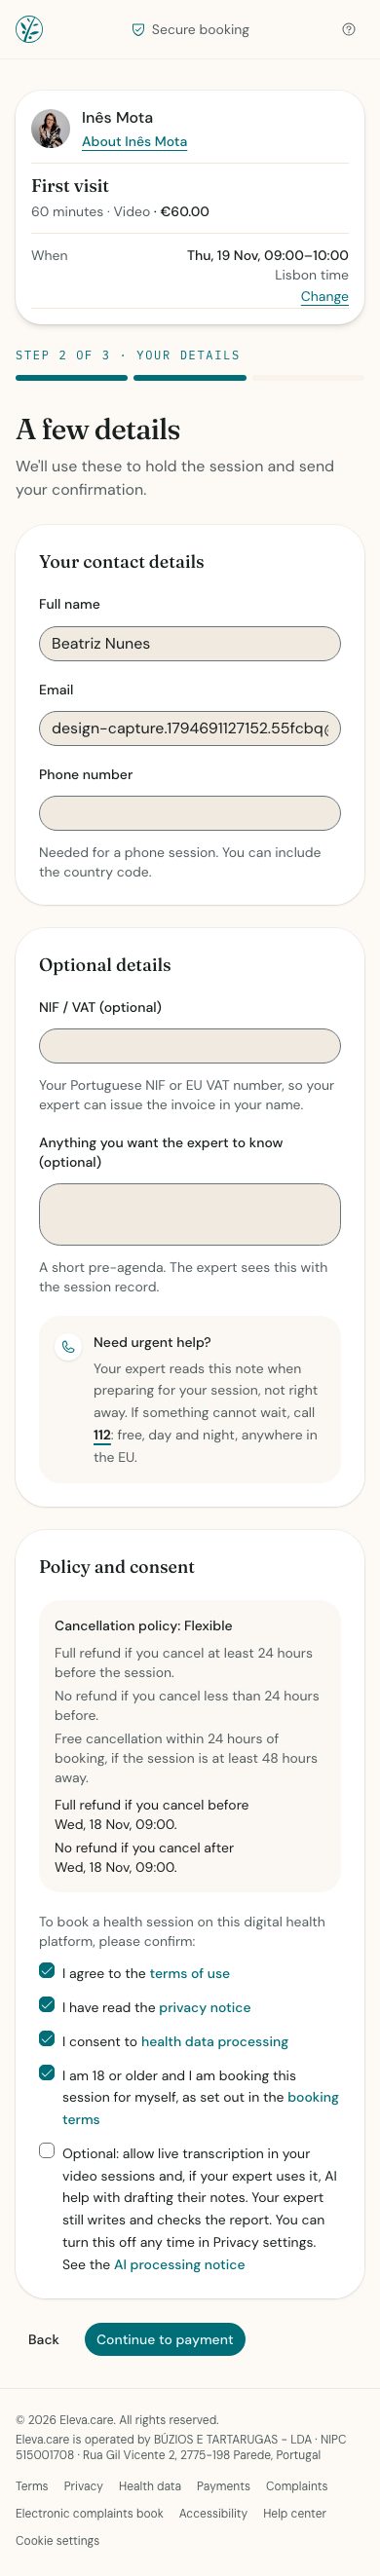 Secure booking
Inês Mota
About Inês Mota
First visit
60 minutes · Video · €60.00
When
Thu, 19 Nov, 09:00–10:00
Lisbon time
Change
STEP 2 OF 3 · YOUR DETAILS
A few details
We'll use these to hold the session and send
your confirmation.
Your contact details
Full name
Beatriz Nunes
Email
design-capture.1794691127152.55fcbq@
Phone number
Needed for a phone session. You can include
the country code.
Optional details
NIF / VAT (optional)
Your Portuguese NIF or EU VAT number, so your
expert can issue the invoice in your name.
Anything you want the expert to know
(optional)
A short pre-agenda. The expert sees this with
the session record.
Need urgent help?
Your expert reads this note when
preparing for your session, not right
away. If something cannot wait, call
112: free, day and night, anywhere in
the EU.
Policy and consent
Cancellation policy: Flexible
Full refund if you cancel at least 24 hours
before the session.
No refund if you cancel less than 24 hours
before.
Free cancellation within 24 hours of
booking, if the session is at least 48 hours
away.
Full refund if you cancel before
Wed, 18 Nov, 09:00.
No refund if you cancel after
Wed, 18 Nov, 09:00.
To book a health session on this digital health
platform, please confirm:
I agree to the terms of use
I have read the privacy notice
I consent to health data processing
I am 18 or older and I am booking this
session for myself, as set out in the booking
terms
Optional: allow live transcription in your
video sessions and, if your expert uses it, AI
help with drafting their notes. Your expert
still writes and checks the report. You can
turn this off any time in Privacy settings.
See the AI processing notice
Back
Continue to payment
© 2026 Eleva.care. All rights reserved.
Eleva.care is operated by BÚZIOS E TARTARUGAS - LDA · NIPC
515001708 · Rua Gil Vicente 2, 2775-198 Parede, Portugal
Terms Privacy Health data Payments Complaints
Electronic complaints book Accessibility Help center
Cookie settings